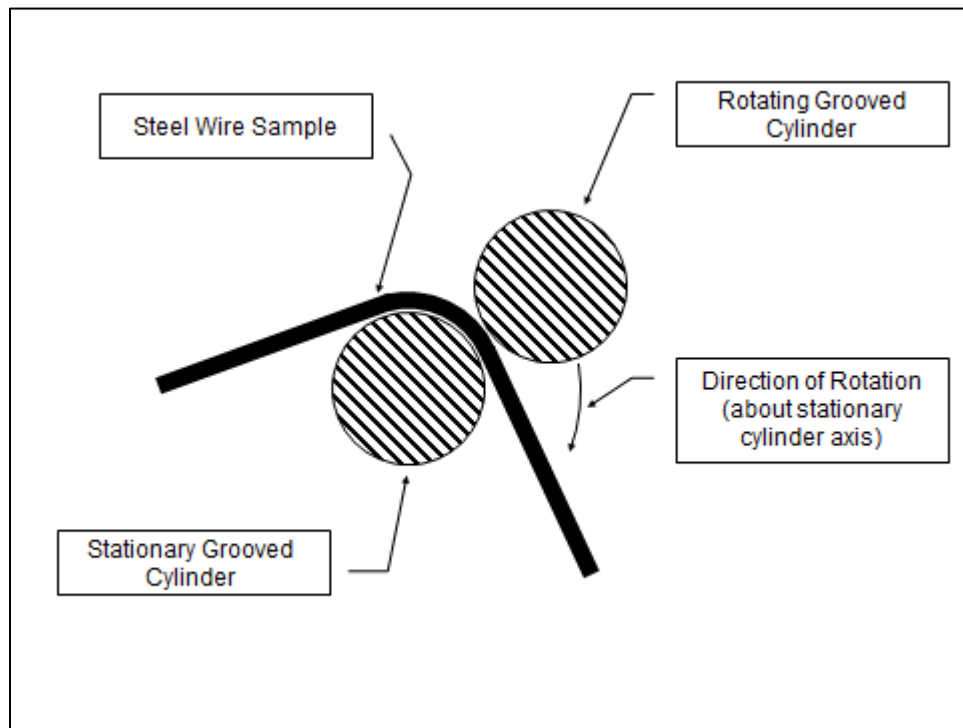 Steel Wire Sample
Rotating Grooved
Cylinder
Direction of Rotation
(about stationary
cylinder axis)
Stationary Grooved
Cylinder